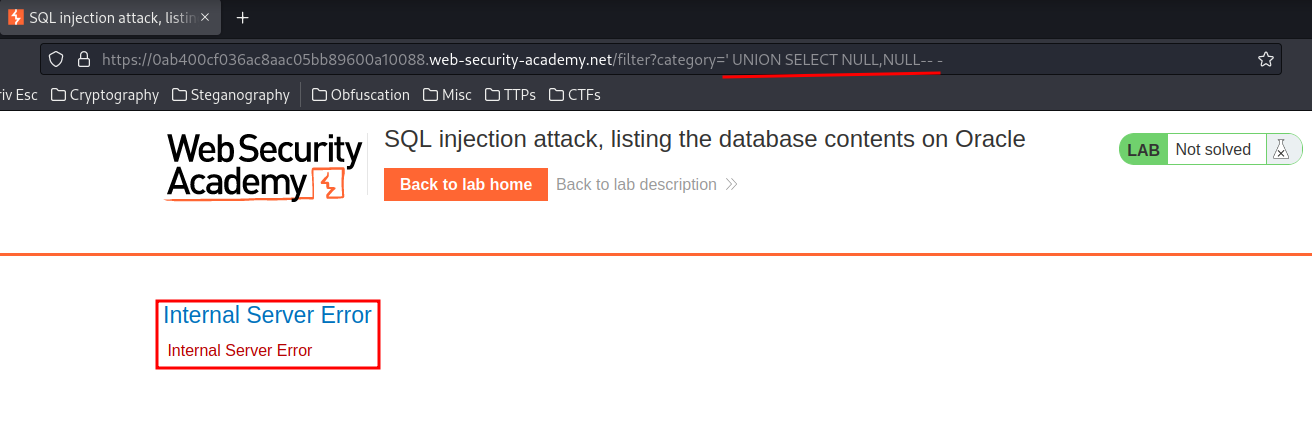 SQL injection attack, listin
https://0ab400cf036ac8aac05bb89600a10088.web-security-academy.net/filter?category=' UNION SELECT NULL,NULL-- -
riv Esc Cryptography Steganography Obfuscation Misc TTPs CTFs
WebSecurity
Academy
SQL injection attack, listing the database contents on Oracle
Back to lab home Back to lab description
LAB Not solved
Internal Server Error
Internal Server Error